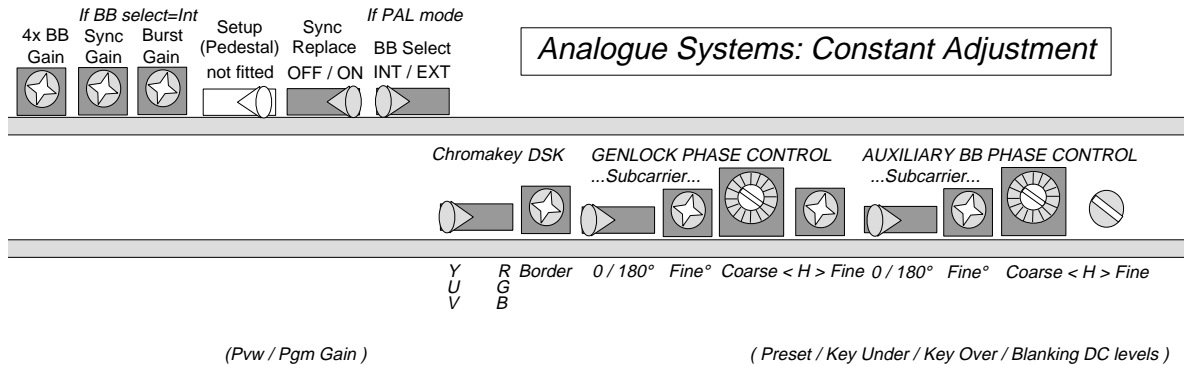 If BB select=Int
If PAL mode
4x BB Sync Burst Setup Sync BB Select
Gain Gain Gain (Pedestal) Replace
not fitted OFF / ON INT / EXT
Analogue Systems: Constant Adjustment
Chromakey DSK GENLOCK PHASE CONTROL AUXILIARY BB PHASE CONTROL
...Subcarrier... ...Subcarrier...
Y R Border 0 / 180° Fine° Coarse < H > Fine 0 / 180° Fine° Coarse < H > Fine
U G
V B
(Pvw / Pgm Gain )
( Preset / Key Under / Key Over / Blanking DC levels )